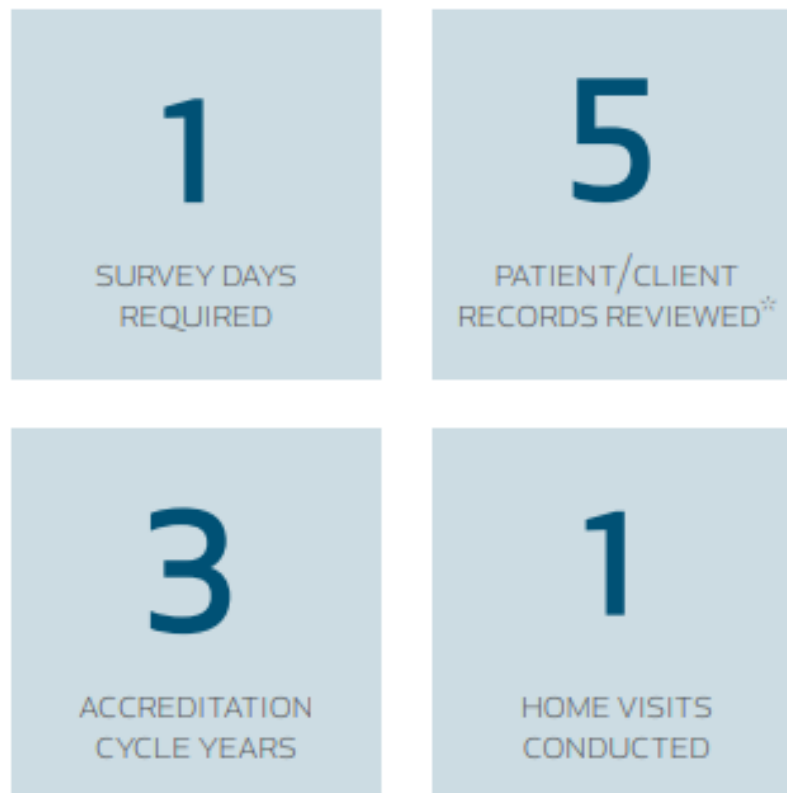 1
SURVEY DAYS
REQUIRED
5
PATIENT/CLIENT
RECORDS REVIEWED*
3
ACCREDITATION
CYCLE YEARS
1
HOME VISITS
CONDUCTED